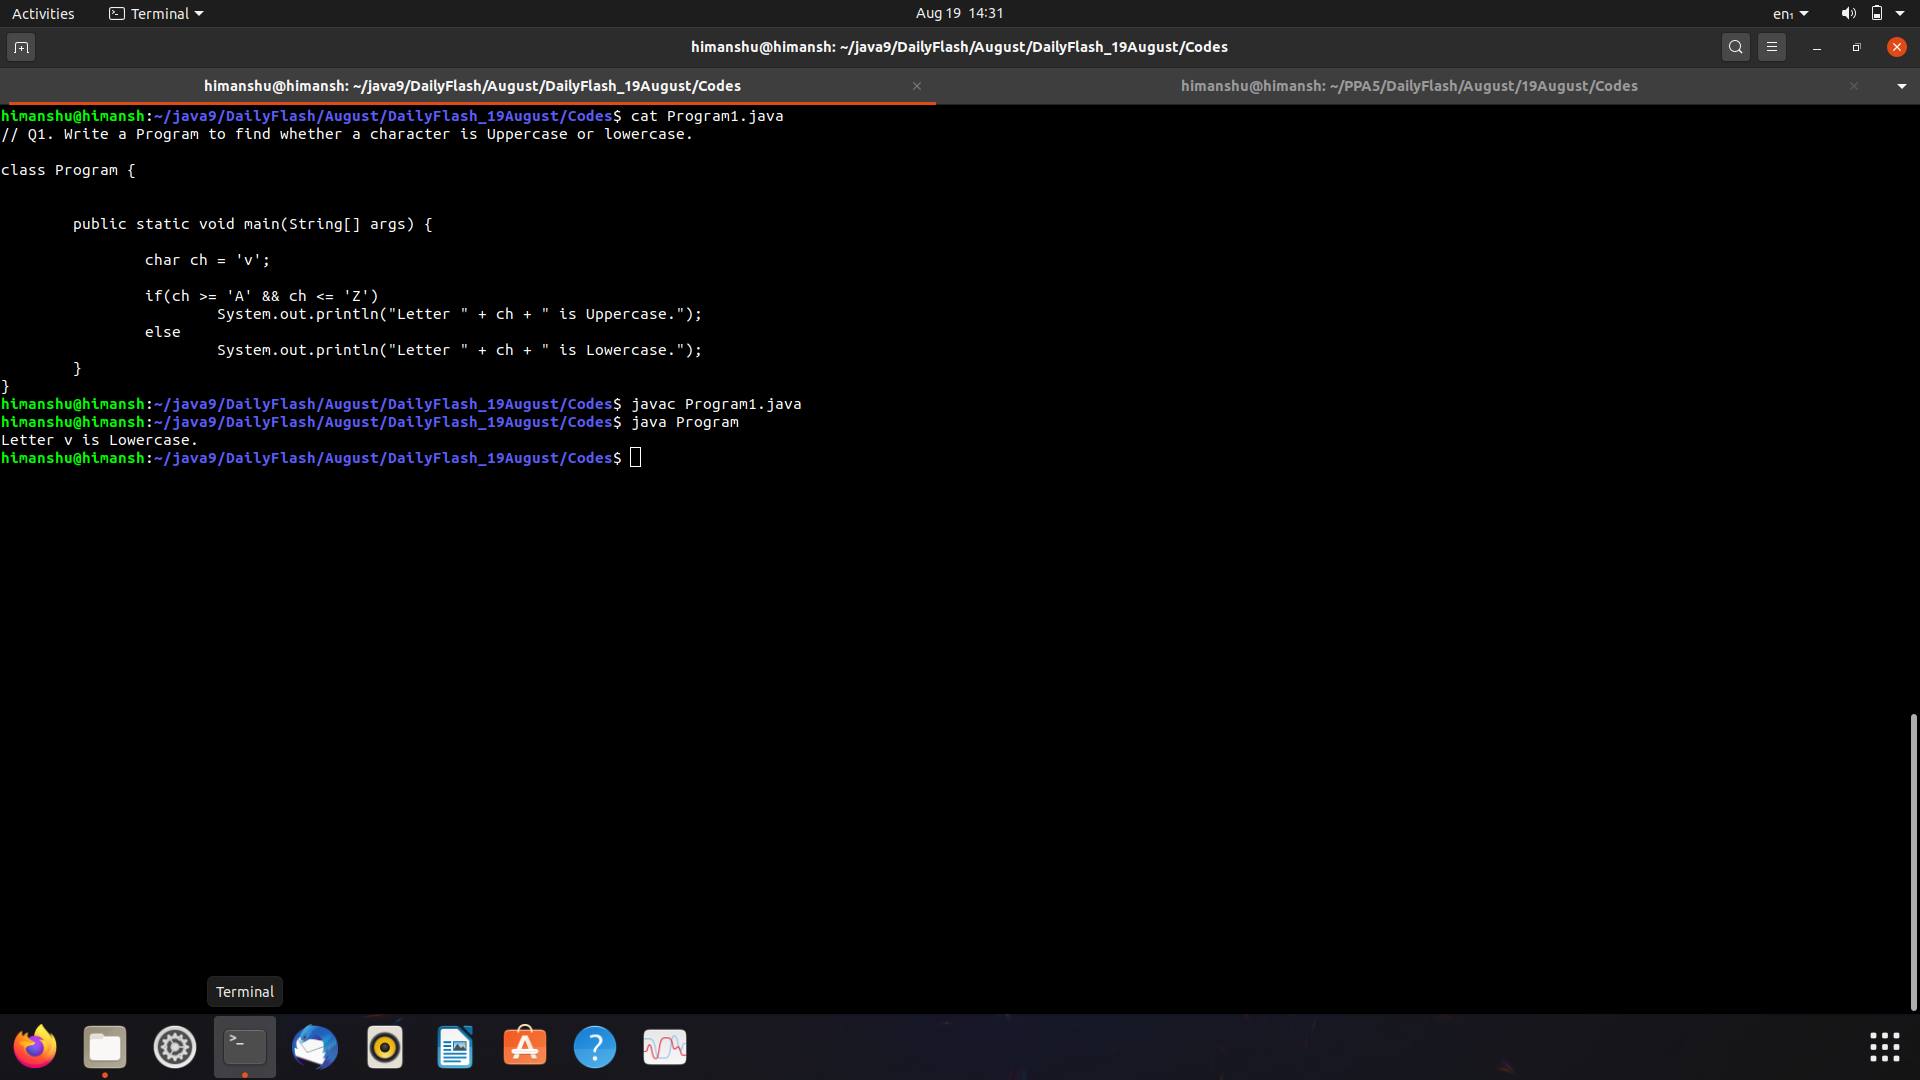 Activities Terminal Aug 19 14:31 en1
himanshu@himansh: ~/java9/DailyFlash/August/DailyFlash_19August/Codes
himanshu@himansh: ~/java9/DailyFlash/August/DailyFlash_19August/Codes himanshu@himansh: ~/PPA5/DailyFlash/August/19August/Codes
himanshu@himansh:~/java9/DailyFlash/August/DailyFlash_19August/Codes$ cat Program1.java
// Q1. Write a Program to find whether a character is Uppercase or lowercase.
class Program {
public static void main(String[] args) {
char ch = 'v';
if(ch >= 'A' && ch <= 'Z')
System.out.println("Letter " + ch + " is Uppercase.");
else
System.out.println("Letter " + ch + " is Lowercase.");
}
}
himanshu@himansh:~/java9/DailyFlash/August/DailyFlash_19August/Codes$ javac Program1.java
himanshu@himansh:~/java9/DailyFlash/August/DailyFlash_19August/Codes$ java Program
Letter v is Lowercase.
himanshu@himansh:~/java9/DailyFlash/August/DailyFlash_19August/Codes$
Terminal